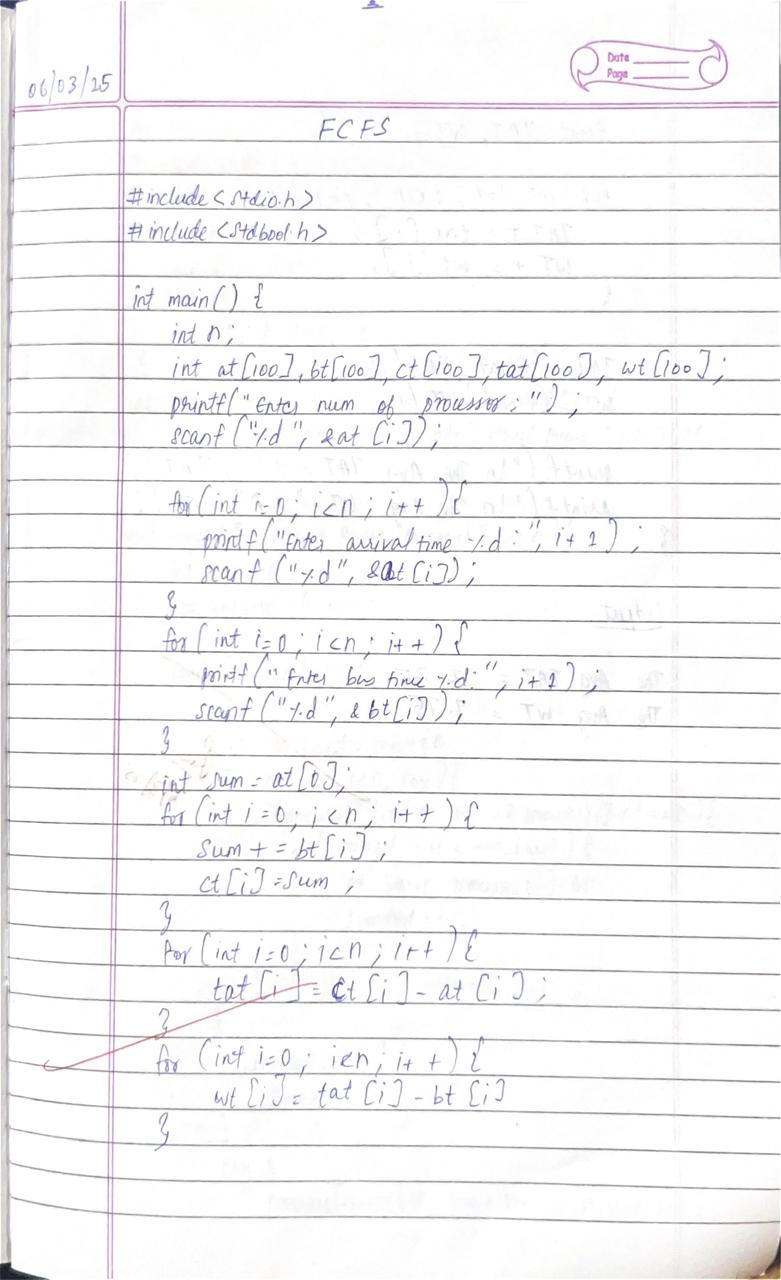 Date
Page
06/03/25
FCFS
#include <stdio.h>
#include <stdbool.h>
int main() {
int n;
int at[100], bt[100], ct[100], tat[100], wt[100];
printf("Enter num of processor: ");
scanf("%d", &at[i]);
for(int i=0; i<n; i++){
printf("Enter arrival time %d:", i+1);
scanf("%d", &at[i]);
}
for(int i=0; i<n; i++){
printf("Enter bus time %d:", i+1);
scanf("%d", &bt[i]);
}
int sum = at[0];
for(int i=0; i<n; i++){
sum += bt[i];
ct[i]=sum;
}
for(int i=0; i<n; i++){
tat[i] = ct[i] - at[i];
}
for (int i=0; i<n; i++){
wt[i] = tat[i] - bt[i]
}